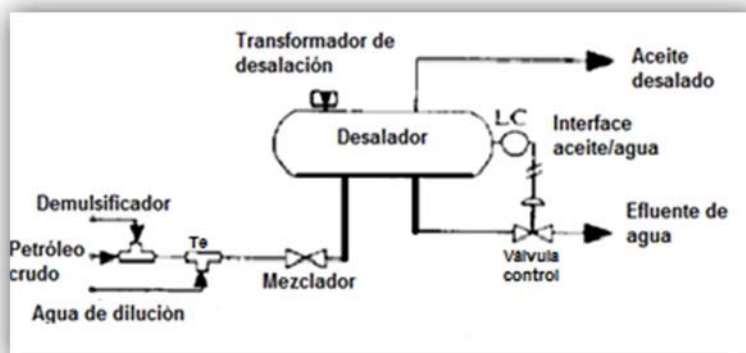 Transformador de
desalación
Aceite
desalado
LC
Interface
aceite/agua
Desalador
Demulsificador
Te
Efluente de
agua
Petróleo
crudo
Mezclador
Válvula
control
Agua de dilución